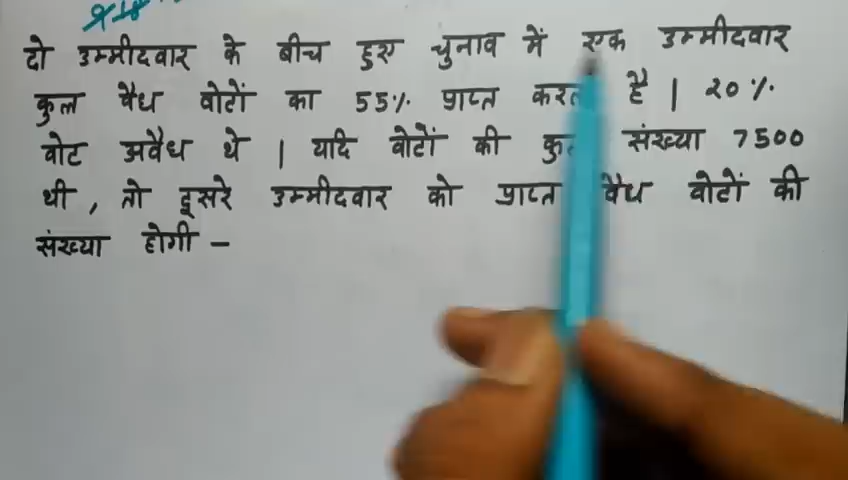 दो उम्मीदवार के बीच हुए चुनाव में एक उम्मीदवार
कुल वैध वोटों का 55% प्राप्त करता है | 20%
वोट अवैध थे | यदि वोटों की कुल संख्या 7500
थी , तो दूसरे उम्मीदवार को प्राप्त वैध वोटों की
संख्या होगी -